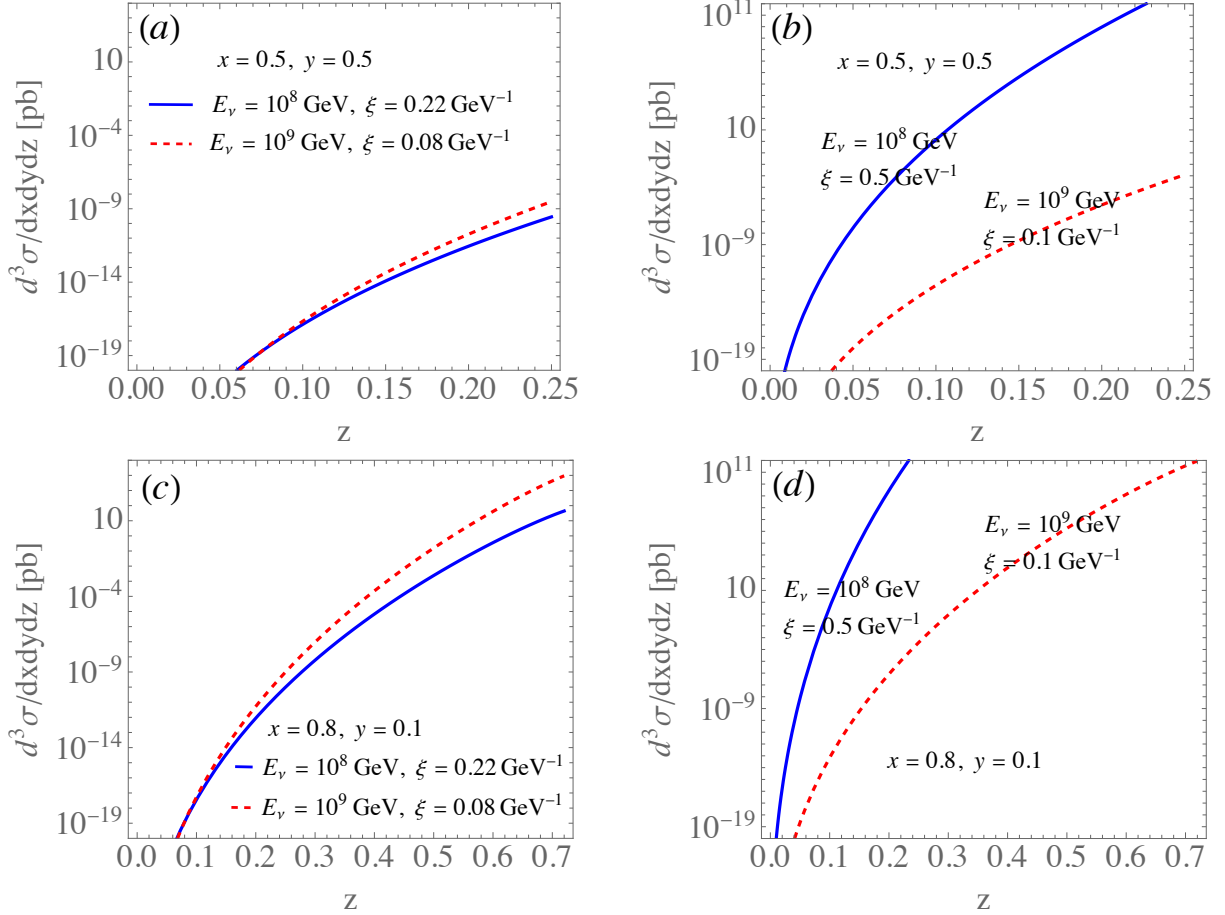 (a)
x = 0.5, y = 0.5
E_ν = 10^8 GeV, ξ = 0.22 GeV^{-1}
E_ν = 10^9 GeV, ξ = 0.08 GeV^{-1}
d^3 σ/dxdydz [pb]
10
10^{-4}
10^{-9}
10^{-14}
10^{-19}
0.00 0.05 0.10 0.15 0.20 0.25
z
(b)
x = 0.5, y = 0.5
E_ν = 10^8 GeV
ξ = 0.5 GeV^{-1}
E_ν = 10^9 GeV
ξ = 0.1 GeV^{-1}
d^3 σ/dxdydz [pb]
10^{11}
10
10^{-9}
10^{-19}
0.00 0.05 0.10 0.15 0.20 0.25
z
(c)
x = 0.8, y = 0.1
E_ν = 10^8 GeV, ξ = 0.22 GeV^{-1}
E_ν = 10^9 GeV, ξ = 0.08 GeV^{-1}
d^3 σ/dxdydz [pb]
10
10^{-4}
10^{-9}
10^{-14}
10^{-19}
0.0 0.1 0.2 0.3 0.4 0.5 0.6 0.7
z
(d)
E_ν = 10^9 GeV
ξ = 0.1 GeV^{-1}
E_ν = 10^8 GeV
ξ = 0.5 GeV^{-1}
x = 0.8, y = 0.1
d^3 σ/dxdydz [pb]
10^{11}
10
10^{-9}
10^{-19}
0.0 0.1 0.2 0.3 0.4 0.5 0.6 0.7
z